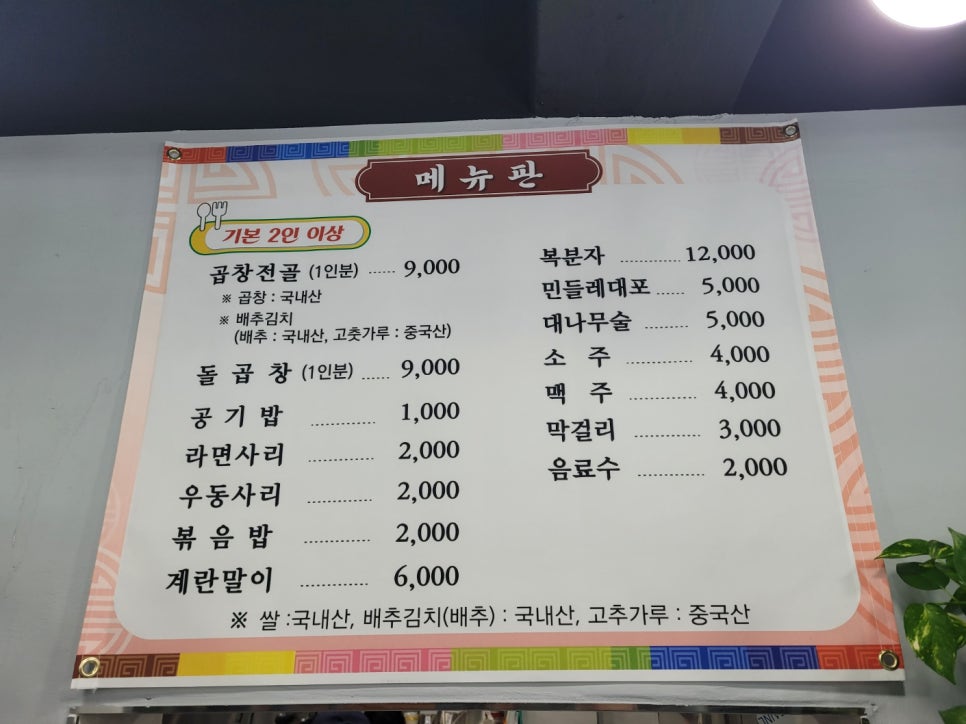 메뉴판
기본 2인 이상
곱창전골 (1인분) ...... 9,000
※ 곱창 : 국내산
※ 배추김치
(배추 : 국내산, 고춧가루 : 중국산)
돌곱창 (1인분) ...... 9,000
공기밥 ............... 1,000
라면사리 ............... 2,000
우동사리 ............... 2,000
볶음밥 ............... 2,000
계란말이 ............... 6,000
복분자 ............... 12,000
민들레대포 ...... 5,000
대나무술 ......... 5,000
소주 ............... 4,000
맥주 ............... 4,000
막걸리 ............... 3,000
음료수 ............... 2,000
※ 쌀 :국내산, 배추김치(배추) : 국내산, 고추가루 : 중국산